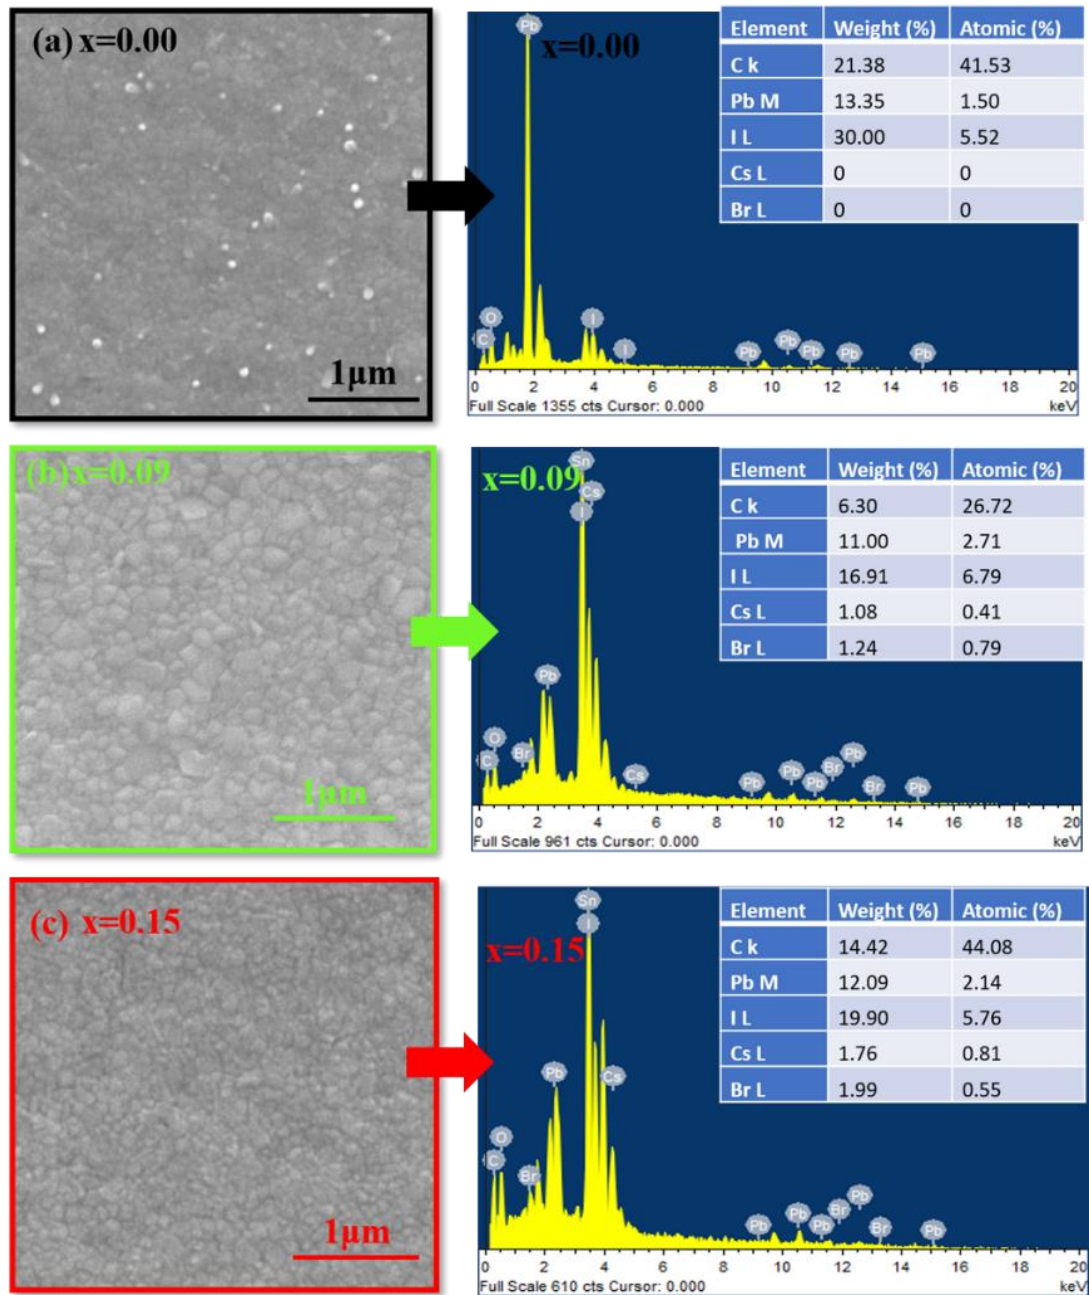 (a) x=0.00
1μm
x=0.00
Element Weight (%) Atomic (%)
C k 21.38 41.53
Pb M 13.35 1.50
I L 30.00 5.52
Cs L 0 0
Br L 0 0
Pb
O
C
I
I
Pb
Pb
Pb
Pb
Pb
0 2 4 6 8 10 12 14 16 18 20
Full Scale 1355 cts Cursor: 0.000 keV
(b) x=0.09
1μm
x=0.09
Element Weight (%) Atomic (%)
C k 6.30 26.72
Pb M 11.00 2.71
I L 16.91 6.79
Cs L 1.08 0.41
Br L 1.24 0.79
Sn
Cs
I
Pb
O
C
Br
Cs
Pb
Pb
Pb
Br
Pb
Br
Pb
0 2 4 6 8 10 12 14 16 18 20
Full Scale 961 cts Cursor: 0.000 keV
(c) x=0.15
1μm
x=0.15
Element Weight (%) Atomic (%)
C k 14.42 44.08
Pb M 12.09 2.14
I L 19.90 5.76
Cs L 1.76 0.81
Br L 1.99 0.55
Sn
I
Pb
Cs
O
C
Br
Pb
Pb
Pb
Br
Pb
Br
Pb
0 2 4 6 8 10 12 14 16 18 20
Full Scale 610 cts Cursor: 0.000 keV